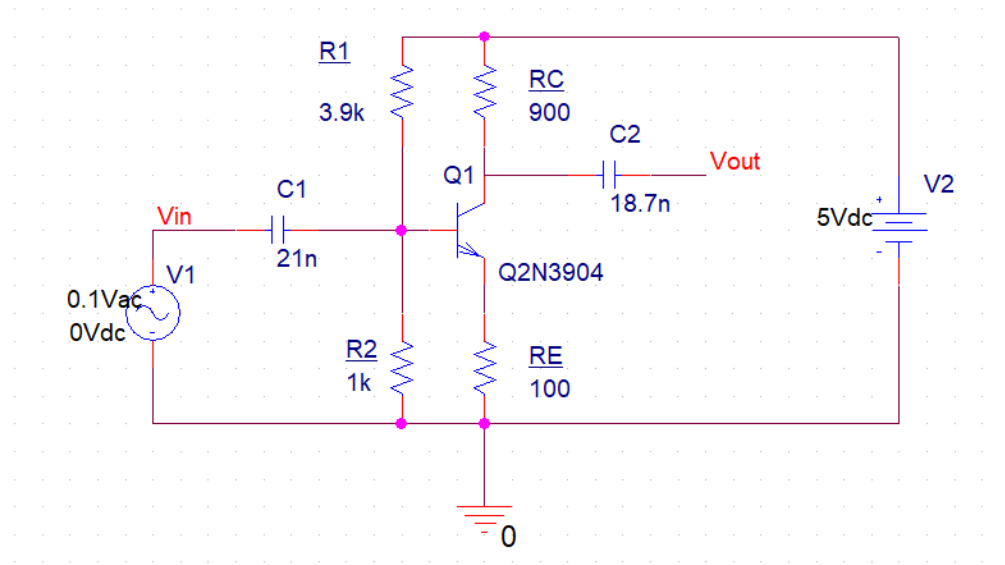 R1
3.9k
RC
900
C2
18.7n
Vout
Q1
Q2N3904
C1
21n
Vin
V1
0.1Vac
0Vdc
V2
5Vdc
+
-
+
-
R2
1k
RE
100
0